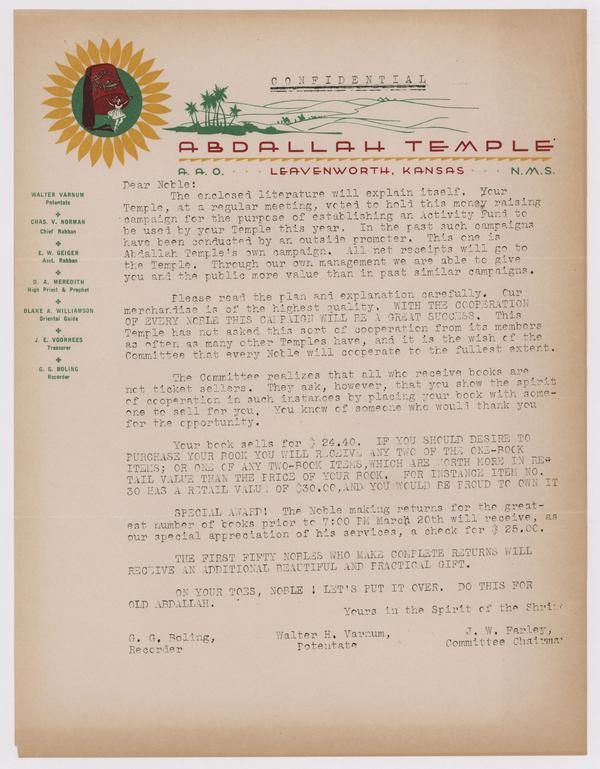 CONFIDENTIAL
ABDALLAH TEMPLE
A.A.O. · · · LEAVENWORTH, KANSAS · · · N.M.S.
WALTER VARNUM
Potentate
CHAS. V. NORMAN
Chief Rabban
E. W. GEIGER
Asst. Rabban
D. A. MEREDITH
High Priest & Prophet
BLAKE A. WILLIAMSON
Oriental Guide
J. E. VOORHEES
Treasurer
G. G. BOLING
Recorder
Dear Noble:
The enclosed literature will explain itself. Your
Temple, at a regular meeting, voted to hold this money raising
campaign for the purpose of establishing an Activity Fund to
be used by your Temple this year. In the past such campaigns
have been conducted by an outside promoter. This one is
Abdallah Temple's own campaign. All net receipts will go to
the Temple. Through our own management we are able to give
you and the public more value than in past similar campaigns.
Please read the plan and explanation carefully. Our
merchandise is of the highest quality. WITH THE COOPERATION
OF EVERY NOBLE THIS CAMPAIGN WILL BE A GREAT SUCCESS. This
Temple has not asked this sort of cooperation from its members
as often as many other Temples have, and it is the wish of the
Committee that every Noble will cooperate to the fullest extent.
The Committee realizes that all who receive books are
not ticket sellers. They ask, however, that you show the spirit
of cooperation in such instances by placing your book with some-
one to sell for you. You know of someone who would thank you
for the opportunity.
Your book sells for $ 24.40. IF YOU SHOULD DESIRE TO
PURCHASE YOUR BOOK YOU WILL RECEIVE ANY TWO OF THE ONE-BOOK
ITEMS; OR ONE OF ANY TWO-BOOK ITEMS,WHICH ARE WORTH MORE IN RE-
TAIL VALUE THAN THE PRICE OF YOUR BOOK. FOR INSTANCE ITEM NO.
30 HAS A RETAIL VALUE OF $30.00,AND YOU WOULD BE PROUD TO OWN IT
SPECIAL AWARD! The Noble making returns for the great-
est number of books prior to 7:00 PM March 20th will receive, as
our special appreciation of his services, a check for $ 25.00.
THE FIRST FIFTY NOBLES WHO MAKE COMPLETE RETURNS WILL
RECEIVE AN ADDITIONAL BEAUTIFUL AND PRACTICAL GIFT.
ON YOUR TOES, NOBLE ! LET'S PUT IT OVER. DO THIS FOR
OLD ABDALLAH.
Yours in the Spirit of the Shrin
G. G. Boling, Walter H. Varnum, J. W. Farley,
Recorder Potentate Committee Chairma